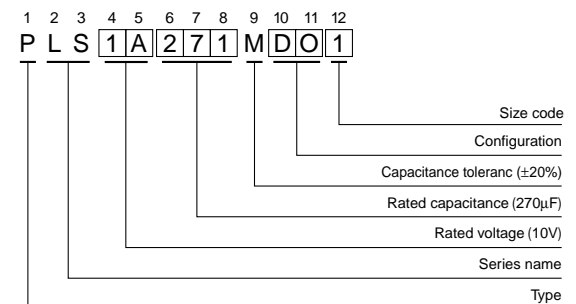 1 2 3 4 5 6 7 8 9 10 11 12
P L S 1 A 2 7 1 M D O 1
Size code
Configuration
Capacitance toleranc (±20%)
Rated capacitance (270µF)
Rated voltage (10V)
Series name
Type